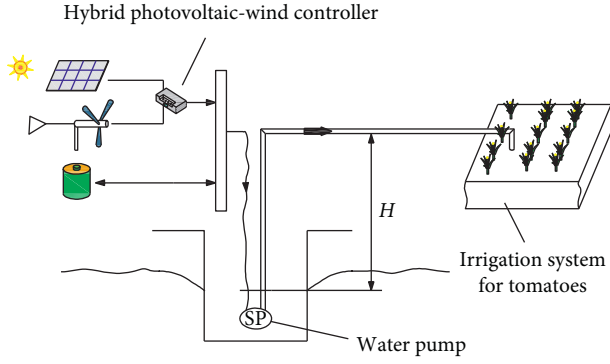 Hybrid photovoltaic-wind controller
H
Irrigation system
for tomatoes
SP
Water pump